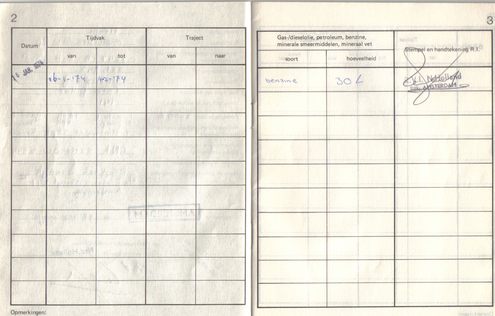 2
Datum
Tijdvak
van
tot
Traject
van
naar
Opmerkingen:
3
Gas-/dieselolie, petroleum, benzine,
minerale smeermiddelen, mineraal vet
soort
hoeveelheid
Stempel en handtekening R.I.
benzine
30 L
AMSTERDAM